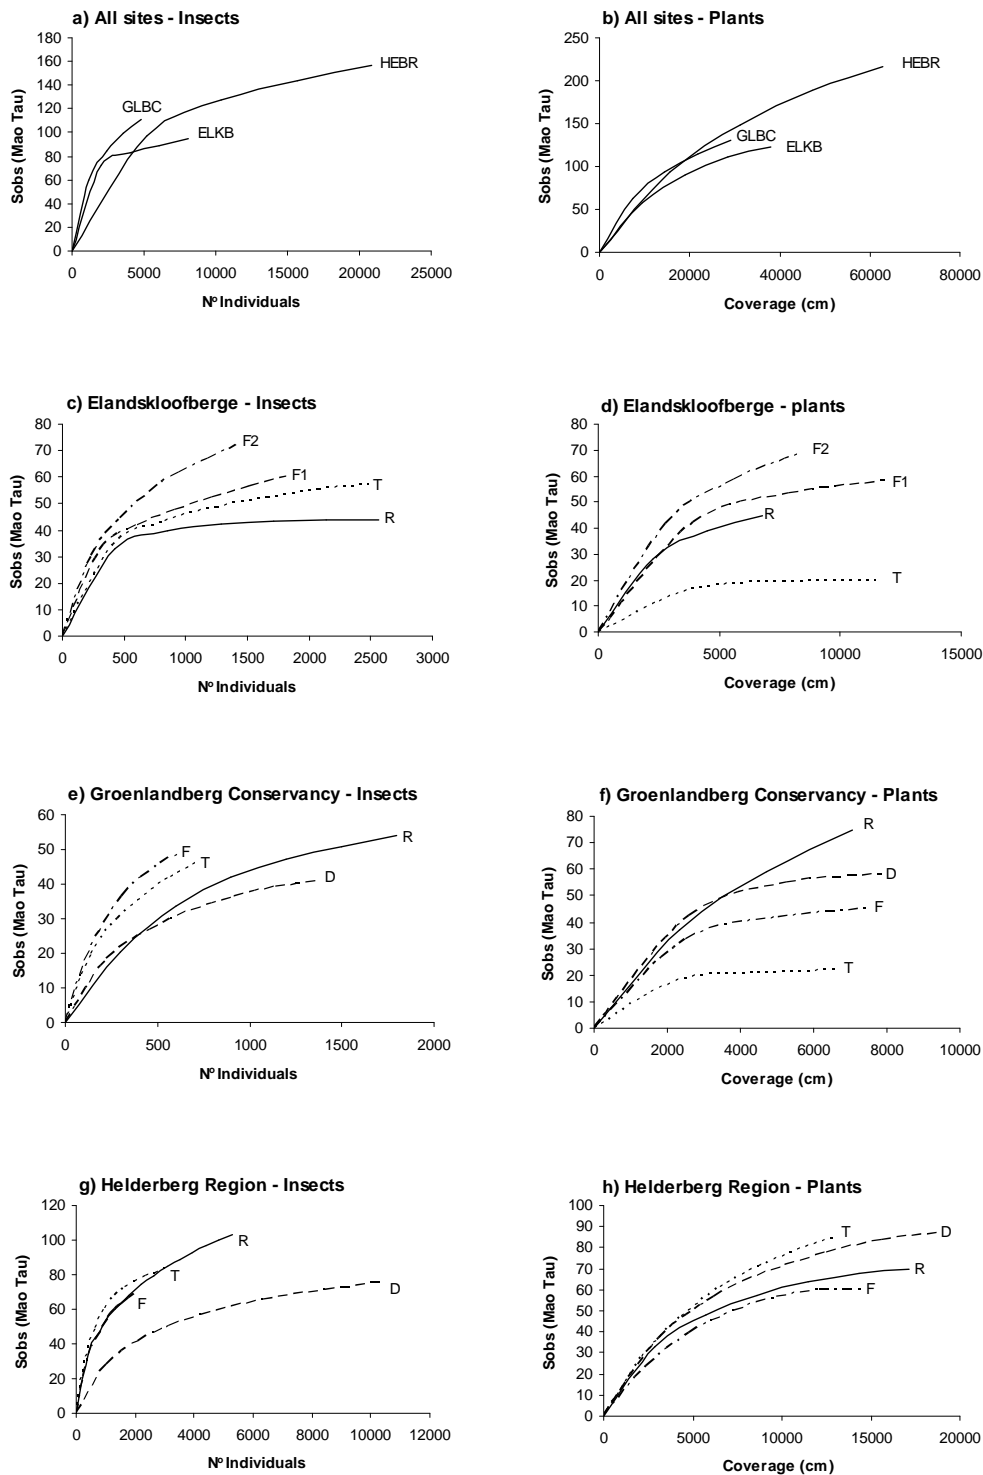 a) All sites - Insects
Sobs (Mao Tau)
180
180
160
140
120
100
80
60
40
20
0
HEBR
GLBC
ELKB
0 5000 10000 15000 20000 25000
Nº Individuals
b) All sites - Plants
Sobs (Mao Tau)
250
200
150
100
50
0
HEBR
GLBC
ELKB
0 20000 40000 60000 80000
Coverage (cm)
c) Elandskloofberge - Insects
Sobs (Mao Tau)
80
70
60
50
40
30
20
10
0
F2
F1
T
R
0 500 1000 1500 2000 2500 3000
Nº Individuals
d) Elandskloofberge - plants
Sobs (Mao Tau)
80
70
60
50
40
30
20
10
0
F2
F1
R
T
0 5000 10000 15000
Coverage (cm)
e) Groenlandberg Conservancy - Insects
Sobs (Mao Tau)
60
50
40
30
20
10
0
F
T
R
D
0 500 1000 1500 2000
Nº Individuals
f) Groenlandberg Conservancy - Plants
Sobs (Mao Tau)
80
70
60
50
40
30
20
10
0
R
D
F
T
0 2000 4000 6000 8000 10000
Coverage (cm)
g) Helderberg Region - Insects
Sobs (Mao Tau)
120
100
80
60
40
20
0
R
T
F
D
0 2000 4000 6000 8000 10000 12000
Nº Individuals
h) Helderberg Region - Plants
Sobs (Mao Tau)
100
90
80
70
60
50
40
30
20
10
0
T
D
R
F
0 5000 10000 15000 20000
Coverage (cm)